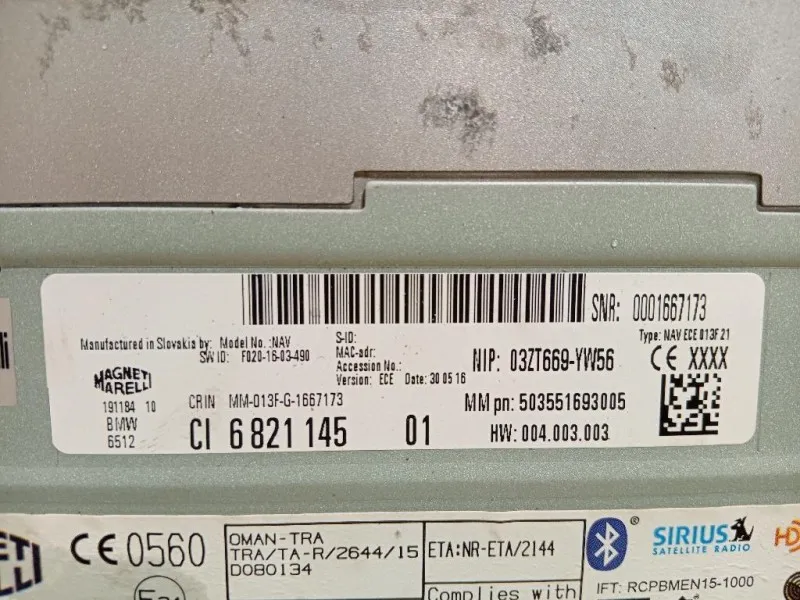 SNR: 0001667173
Manufactured in Slovakia by: Model No.:NAV
SW ID: F020-16-03-490
S-ID:
MAC-adr:
Accession No.:
Version: ECE Date: 30 05 16
NIP: 03ZT669-YW56
Type: NAV ECE 013F 21
CE XXXX
MAGNETI
MARELLI
191184 10
BMW
6512
CRIN MM-013F-G-1667173
CI 6 821 145 01
MM pn: 503551693005
HW: 004.003.003
CE 0560
OMAN-TRA
TRA/TA-R/2644/15
D080134
ETA:NR-ETA/2144
Complies with
SIRIUS
SATELLITE RADIO
HD
IFT: RCPBMEN15-1000